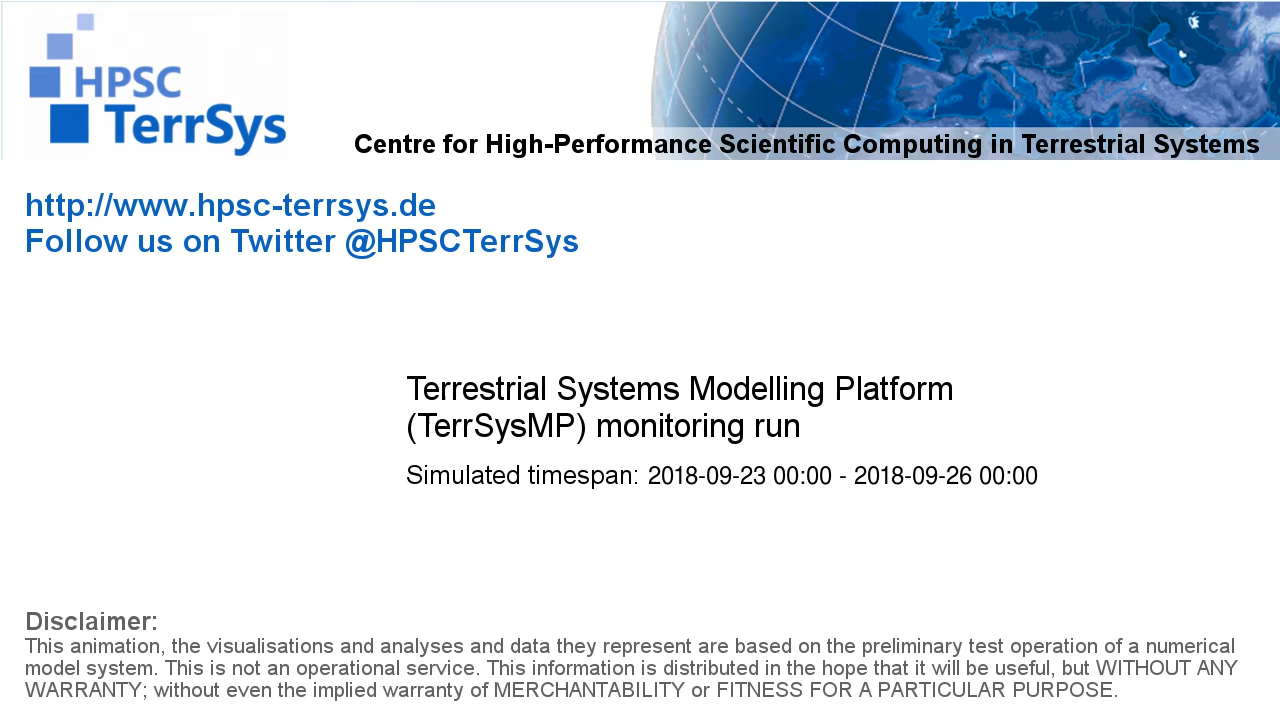 HPSC
TerrSys
Centre for High-Performance Scientific Computing in Terrestrial Systems
http://www.hpsc-terrsys.de
Follow us on Twitter @HPSCTerrSys
Terrestrial Systems Modelling Platform
(TerrSysMP) monitoring run
Simulated timespan: 2018-09-23 00:00 - 2018-09-26 00:00
Disclaimer:
This animation, the visualisations and analyses and data they represent are based on the preliminary test operation of a numerical
model system. This is not an operational service. This information is distributed in the hope that it will be useful, but WITHOUT ANY
WARRANTY; without even the implied warranty of MERCHANTABILITY or FITNESS FOR A PARTICULAR PURPOSE.